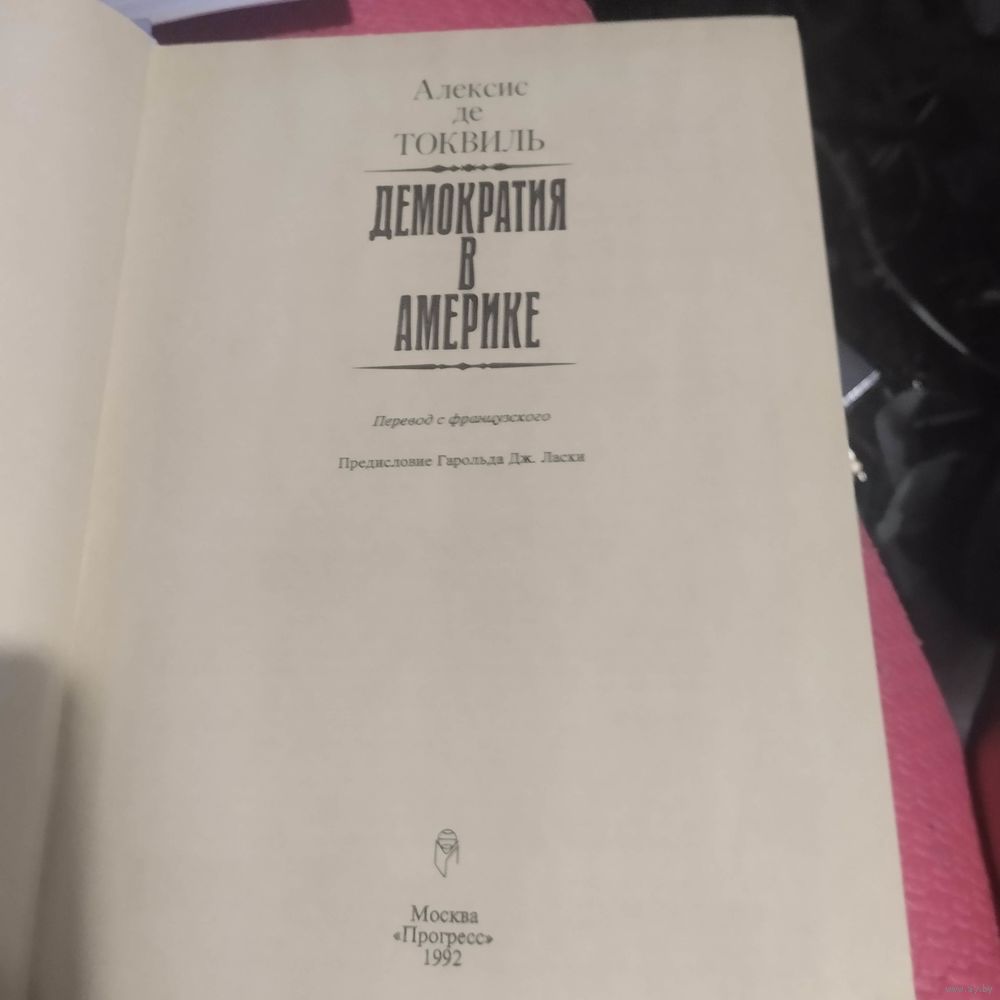 Алексис
де
ТОКВИЛЬ
ДЕМОКРАТИЯ
В
АМЕРИКЕ
Перевод с французского
Предисловие Гарольда Дж. Ласки
Москва
«Прогресс»
1992